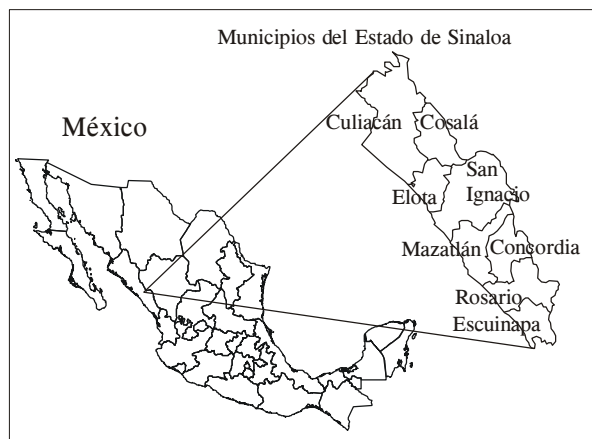 Municipios del Estado de Sinaloa
México
Culiacán
Cosalá
San
Ignacio
Elota
Mazatlán
Concordia
Rosario
Escuinapa